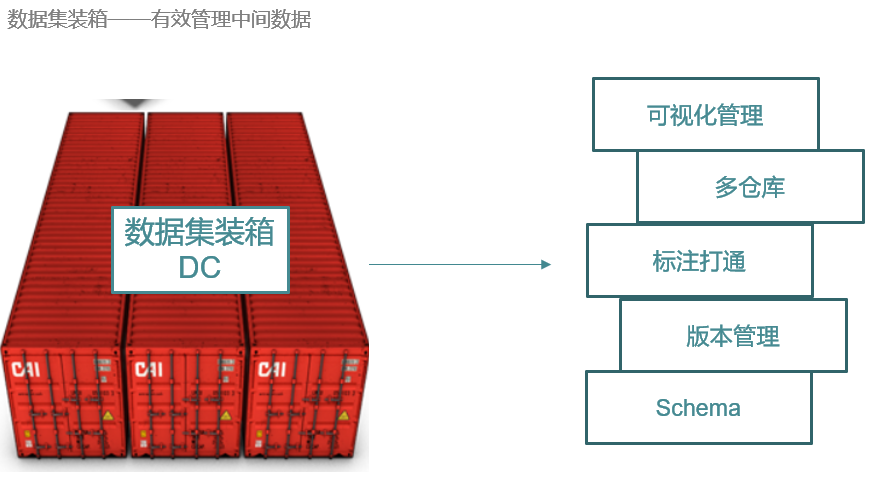 数据集装箱——有效管理中间数据
数据集装箱
DC
可视化管理
多仓库
标注打通
版本管理
Schema
CAI
CAI
CAI